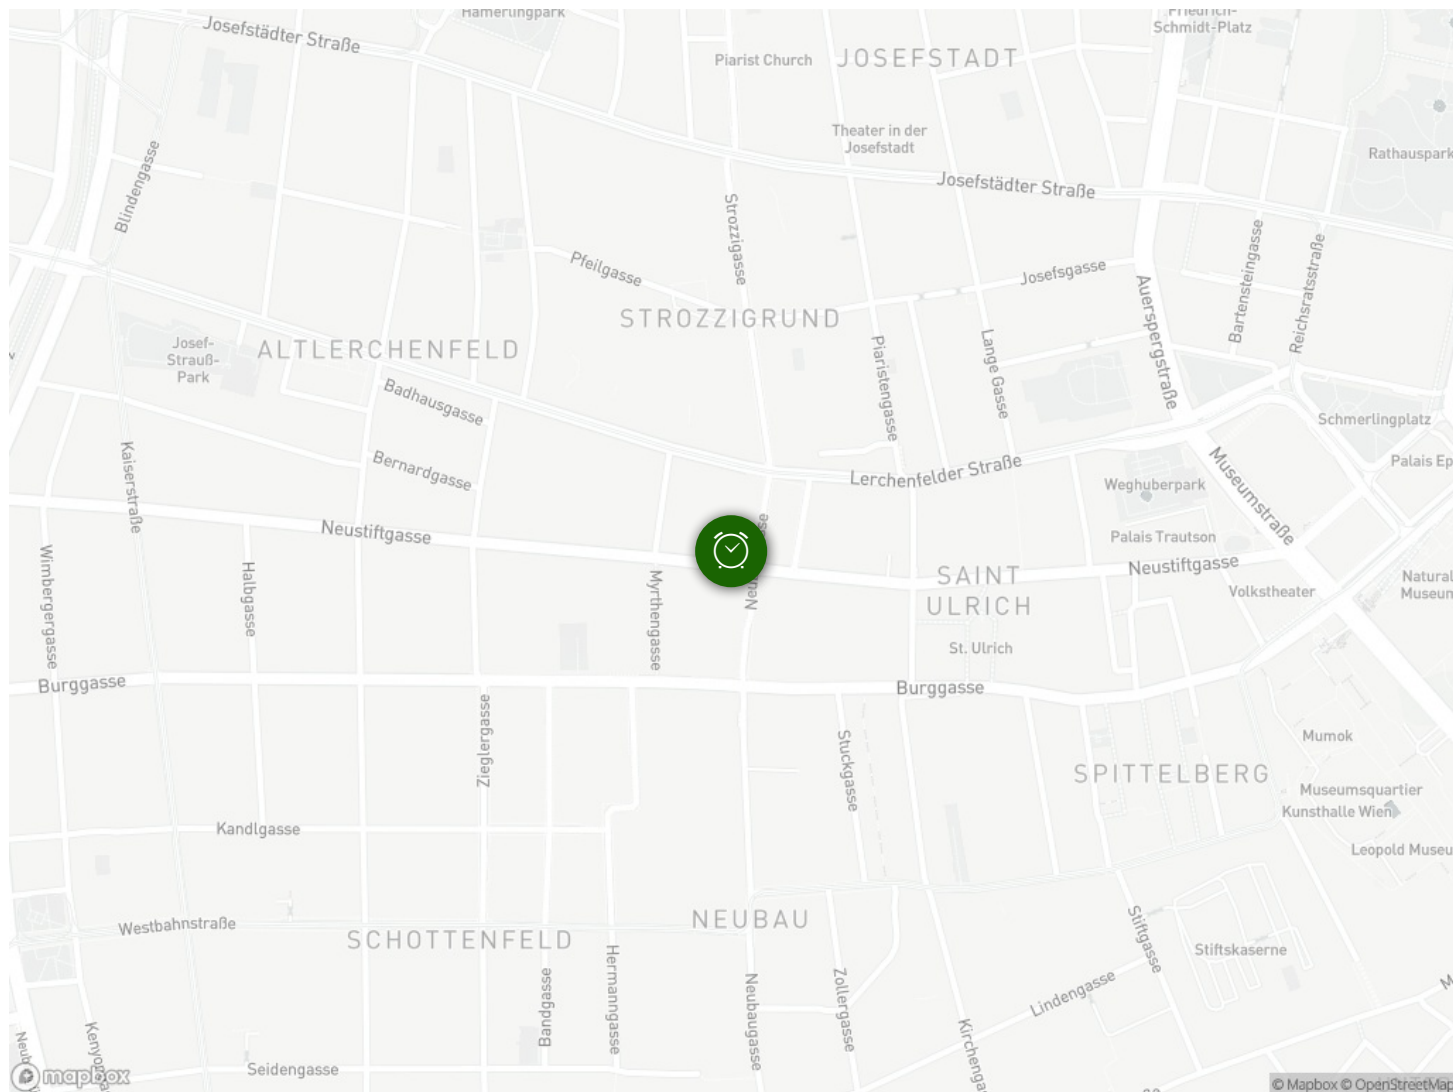 Hamerlingpark
Friedrich-
Schmidt-Platz
Josefstädter Straße
Piarist Church
JOSEFSTADT
Theater in der
Josefstadt
Rathauspark
Blindengasse
Josefstädter Straße
Strozzigasse
Bartensteingasse
Reichsratsstraße
Pfeilgasse
Josefsgasse
Auerspergstraße
STROZZIGRUND
Josef-
Strauß-
Park
ALTLERCHENFELD
Piaristengasse
Lange Gasse
Badhausgasse
Schmerlingplatz
Kaiserstraße
Bernardgasse
Lerchenfelder Straße
Museumstraße
Palais Ep
Weghuberpark
Neustiftgasse
Palais Trautson
Neustiftgasse
Wimbergergasse
Halbgasse
Myrthengasse
SAINT
ULRICH
Volkstheater
Natural
Museum
St. Ulrich
Burggasse
Burggasse
Zieglergasse
Stuckgasse
Mumok
SPITTELBERG
Museumsquartier
Kunsthalle Wien
Kandlgasse
Leopold Museu
Westbahnstraße
SCHOTTENFELD
NEUBAU
Stiftgasse
Stiftskaserne
Bandgasse
Hermanngasse
Neubaugasse
Zollergasse
Lindengasse
Seidengasse
mapbox
© Mapbox © OpenStreetMap